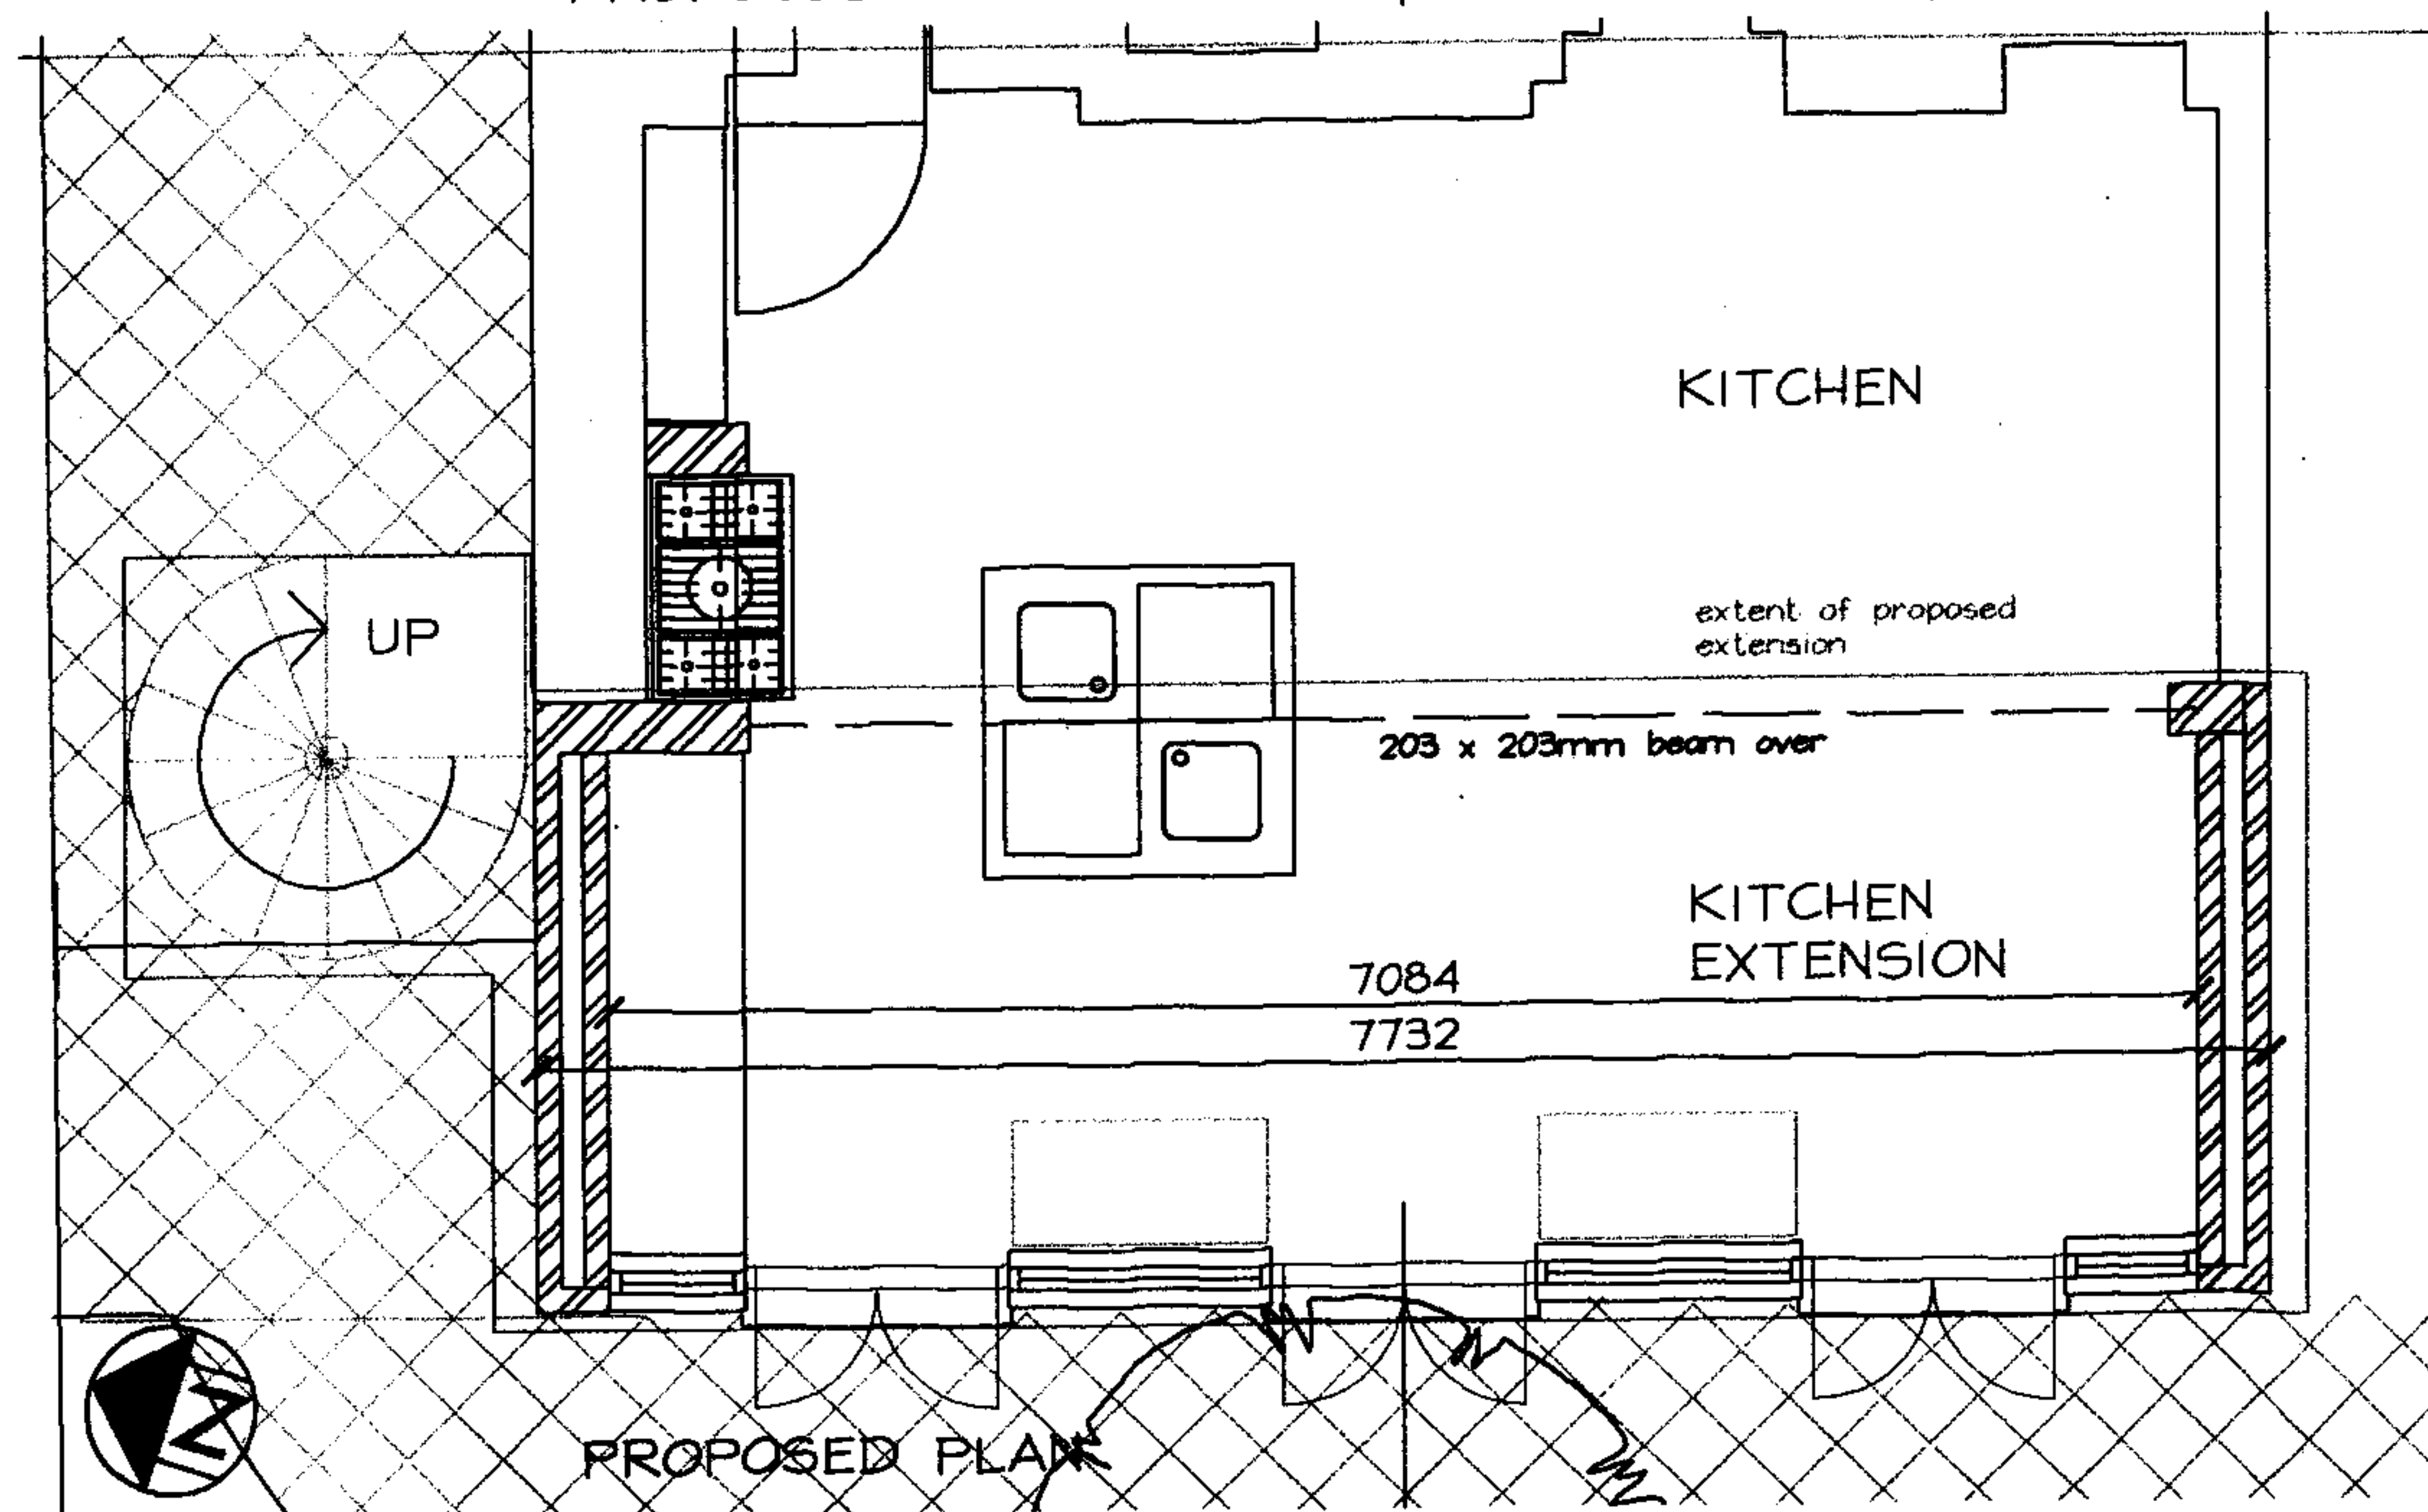 KITCHEN
extent of proposed
extension
UP
203 x 203mm beam over
KITCHEN
EXTENSION
7084
7732
PROPOSED PLAN